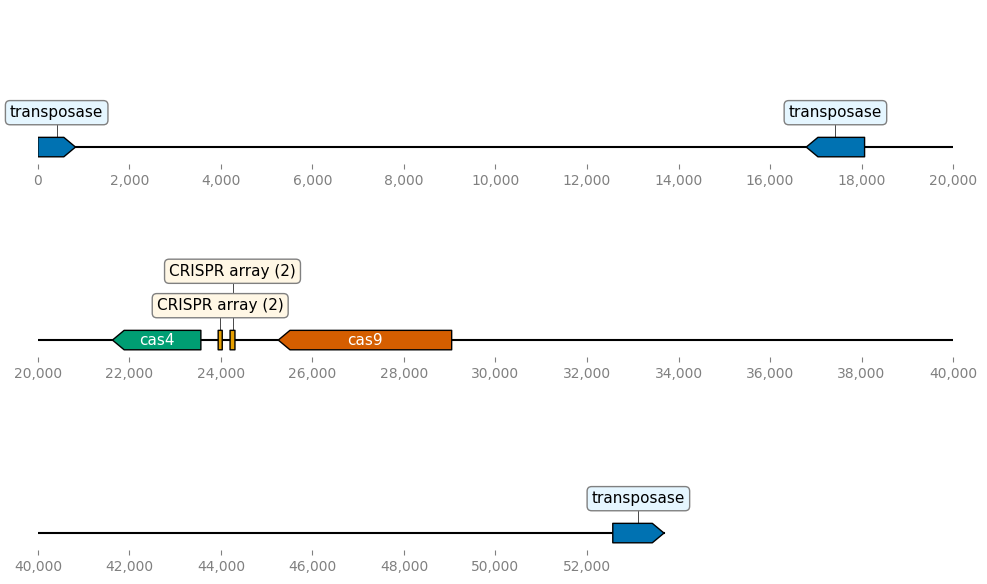 transposase transposase
0 2,000 4,000 6,000 8,000 10,000 12,000 14,000 16,000 18,000 20,000
CRISPR array (2)
CRISPR array (2)
cas4 cas9
20,000 22,000 24,000 26,000 28,000 30,000 32,000 34,000 36,000 38,000 40,000
transposase
40,000 42,000 44,000 46,000 48,000 50,000 52,000